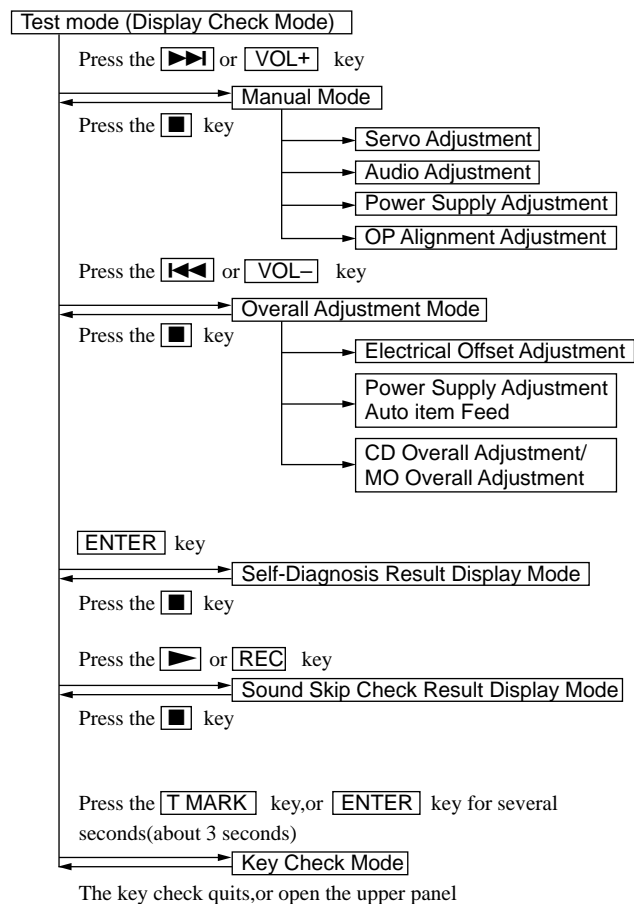 Test mode (Display Check Mode)
Press the ▶▶I or VOL+ key
Manual Mode
Press the ■ key
Servo Adjustment
Audio Adjustment
Power Supply Adjustment
OP Alignment Adjustment
Press the I◀◀ or VOL– key
Overall Adjustment Mode
Press the ■ key
Electrical Offset Adjustment
Power Supply Adjustment
Auto item Feed
CD Overall Adjustment/
MO Overall Adjustment
ENTER key
Self-Diagnosis Result Display Mode
Press the ■ key
Press the ▶ or REC key
Sound Skip Check Result Display Mode
Press the ■ key
Press the T MARK key,or ENTER key for several
seconds(about 3 seconds)
Key Check Mode
The key check quits,or open the upper panel